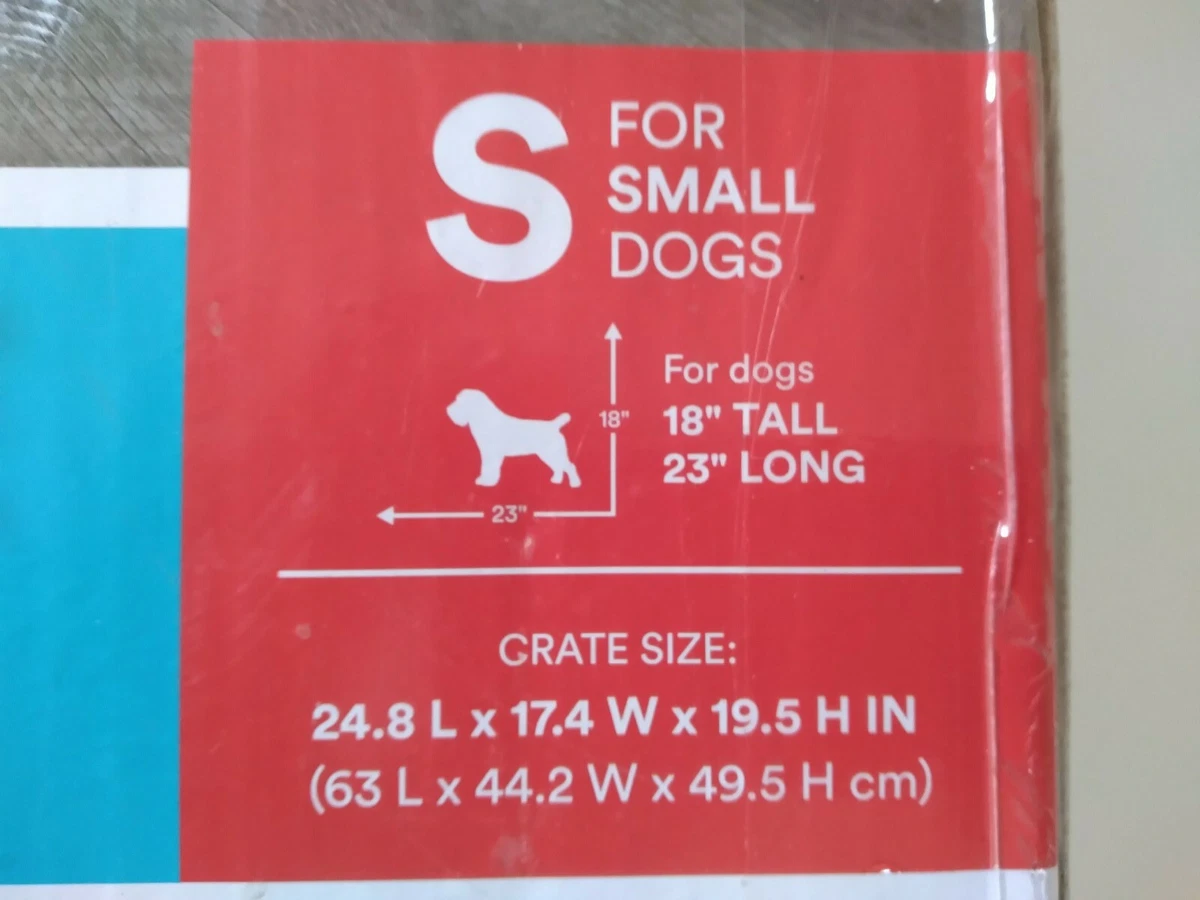 S
FOR
SMALL
DOGS
For dogs
18" TALL
23" LONG
18"
23"
CRATE SIZE:
24.8 L x 17.4 W x 19.5 H IN
(63 L x 44.2 W x 49.5 H cm)